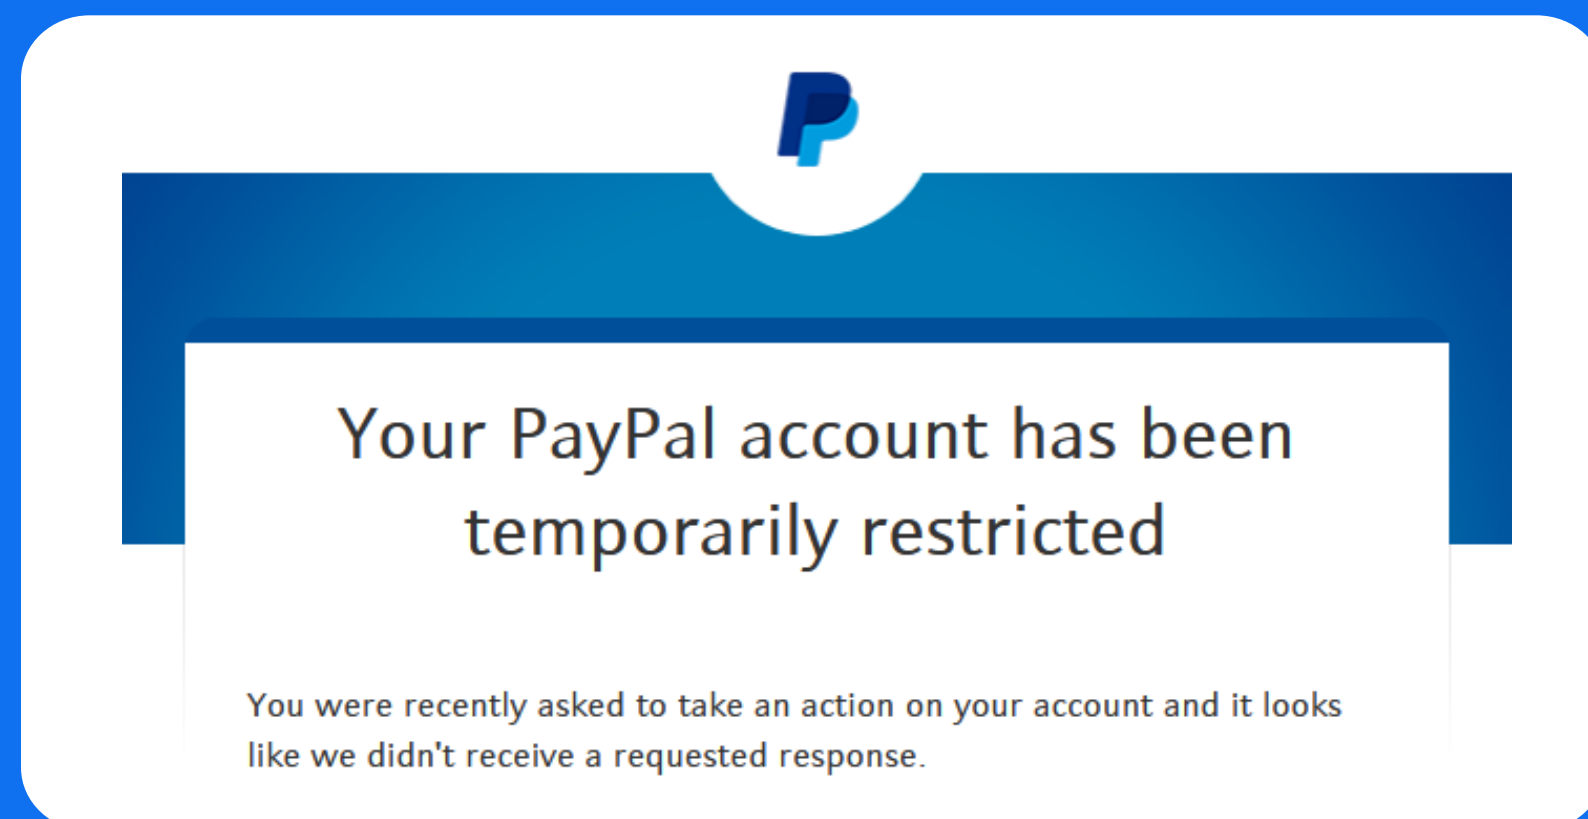 Your PayPal account has been
temporarily restricted
You were recently asked to take an action on your account and it looks
like we didn't receive a requested response.